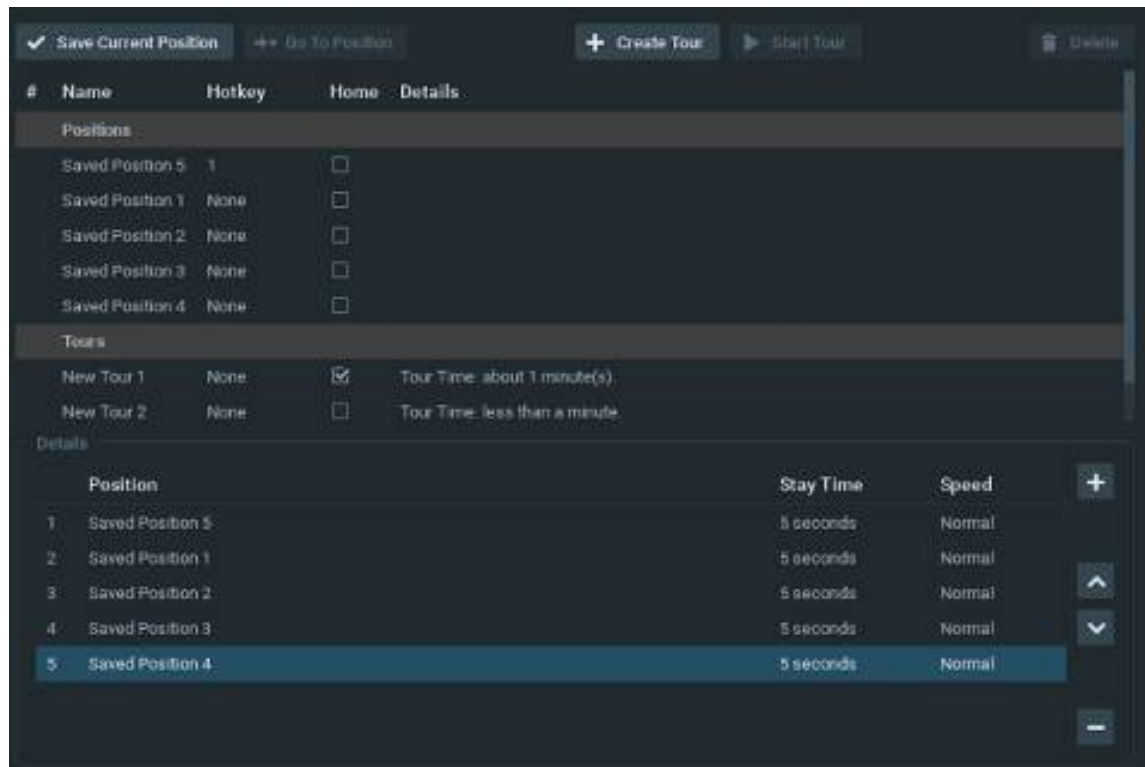 Save Current Position Go To Position Create Tour Start Tour Delete
# Name Hotkey Home Details
Positions
Saved Position 5 1
Saved Position 1 None
Saved Position 2 None
Saved Position 3 None
Saved Position 4 None
Tours
New Tour 1 None Tour Time: about 1 minute(s).
New Tour 2 None Tour Time: less than a minute.
Details
Position Stay Time Speed
1 Saved Position 5 5 seconds Normal
2 Saved Position 1 5 seconds Normal
3 Saved Position 2 5 seconds Normal
4 Saved Position 3 5 seconds Normal
5 Saved Position 4 5 seconds Normal